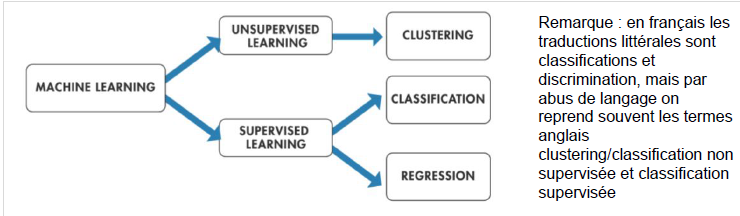 MACHINE LEARNING
UNSUPERVISED
LEARNING
CLUSTERING
SUPERVISED
LEARNING
CLASSIFICATION
REGRESSION
Remarque : en français les
traductions littérales sont
classifications et
discrimination, mais par
abus de langage on
reprend souvent les termes
anglais
clustering/classification non
supervisée et classification
supervisée